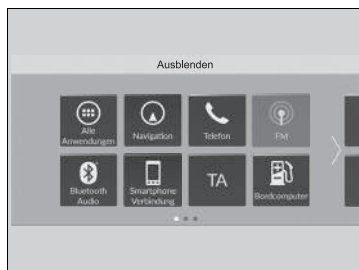 Ausblenden
Alle
Anwendungen
Navigation
Telefon
FM
Bluetooth
Audio
Smartphone
Verbindung
TA
Bordcomputer